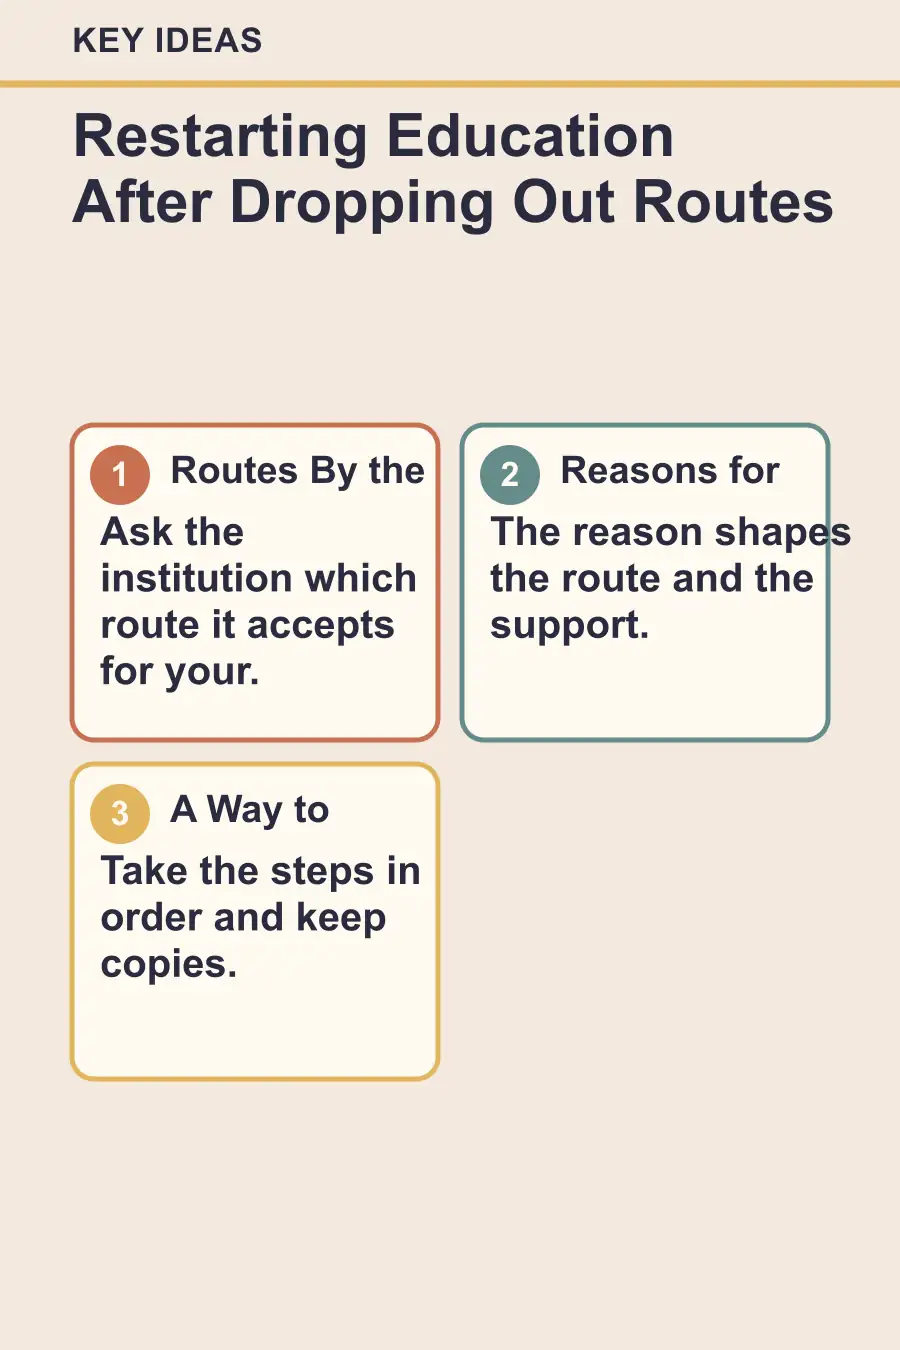 KEY IDEAS
Restarting Education
After Dropping Out Routes
1 Routes By the
Ask the
institution which
route it accepts
for your.
2 Reasons for
The reason shapes
the route and the
support.
3 A Way to
Take the steps in
order and keep
copies.